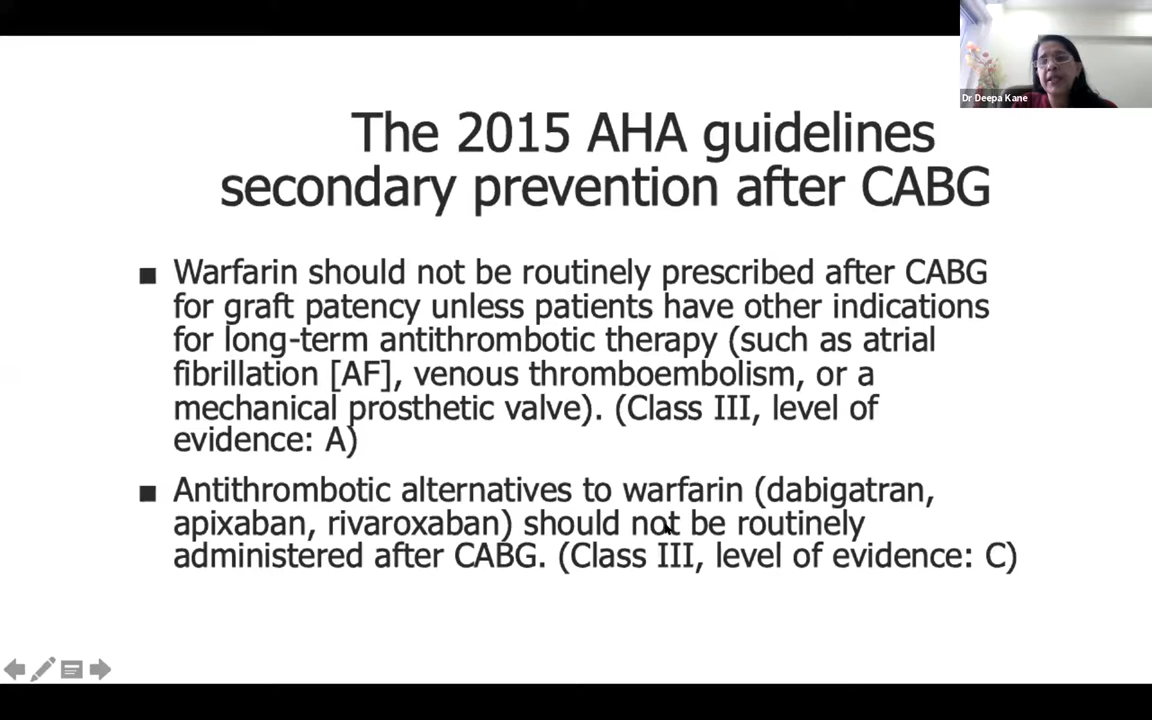 Dr Deepa Kane
The 2015 AHA guidelines
secondary prevention after CABG
■ Warfarin should not be routinely prescribed after CABG
for graft patency unless patients have other indications
for long-term antithrombotic therapy (such as atrial
fibrillation [AF], venous thromboembolism, or a
mechanical prosthetic valve). (Class III, level of
evidence: A)
■ Antithrombotic alternatives to warfarin (dabigatran,
apixaban, rivaroxaban) should not be routinely
administered after CABG. (Class III, level of evidence: C)